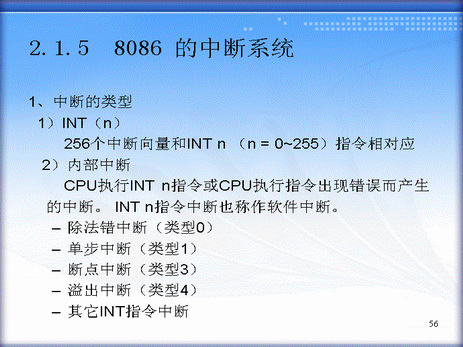 2.1.5 8086 的中断系统
1、中断的类型
1）INT（n）
256个中断向量和INT n （n = 0~255）指令相对应
2）内部中断
CPU执行INT n指令或CPU执行指令出现错误而产生
的中断。 INT n指令中断也称作软件中断。
– 除法错中断（类型0）
– 单步中断（类型1）
– 断点中断（类型3）
– 溢出中断（类型4）
– 其它INT指令中断
56